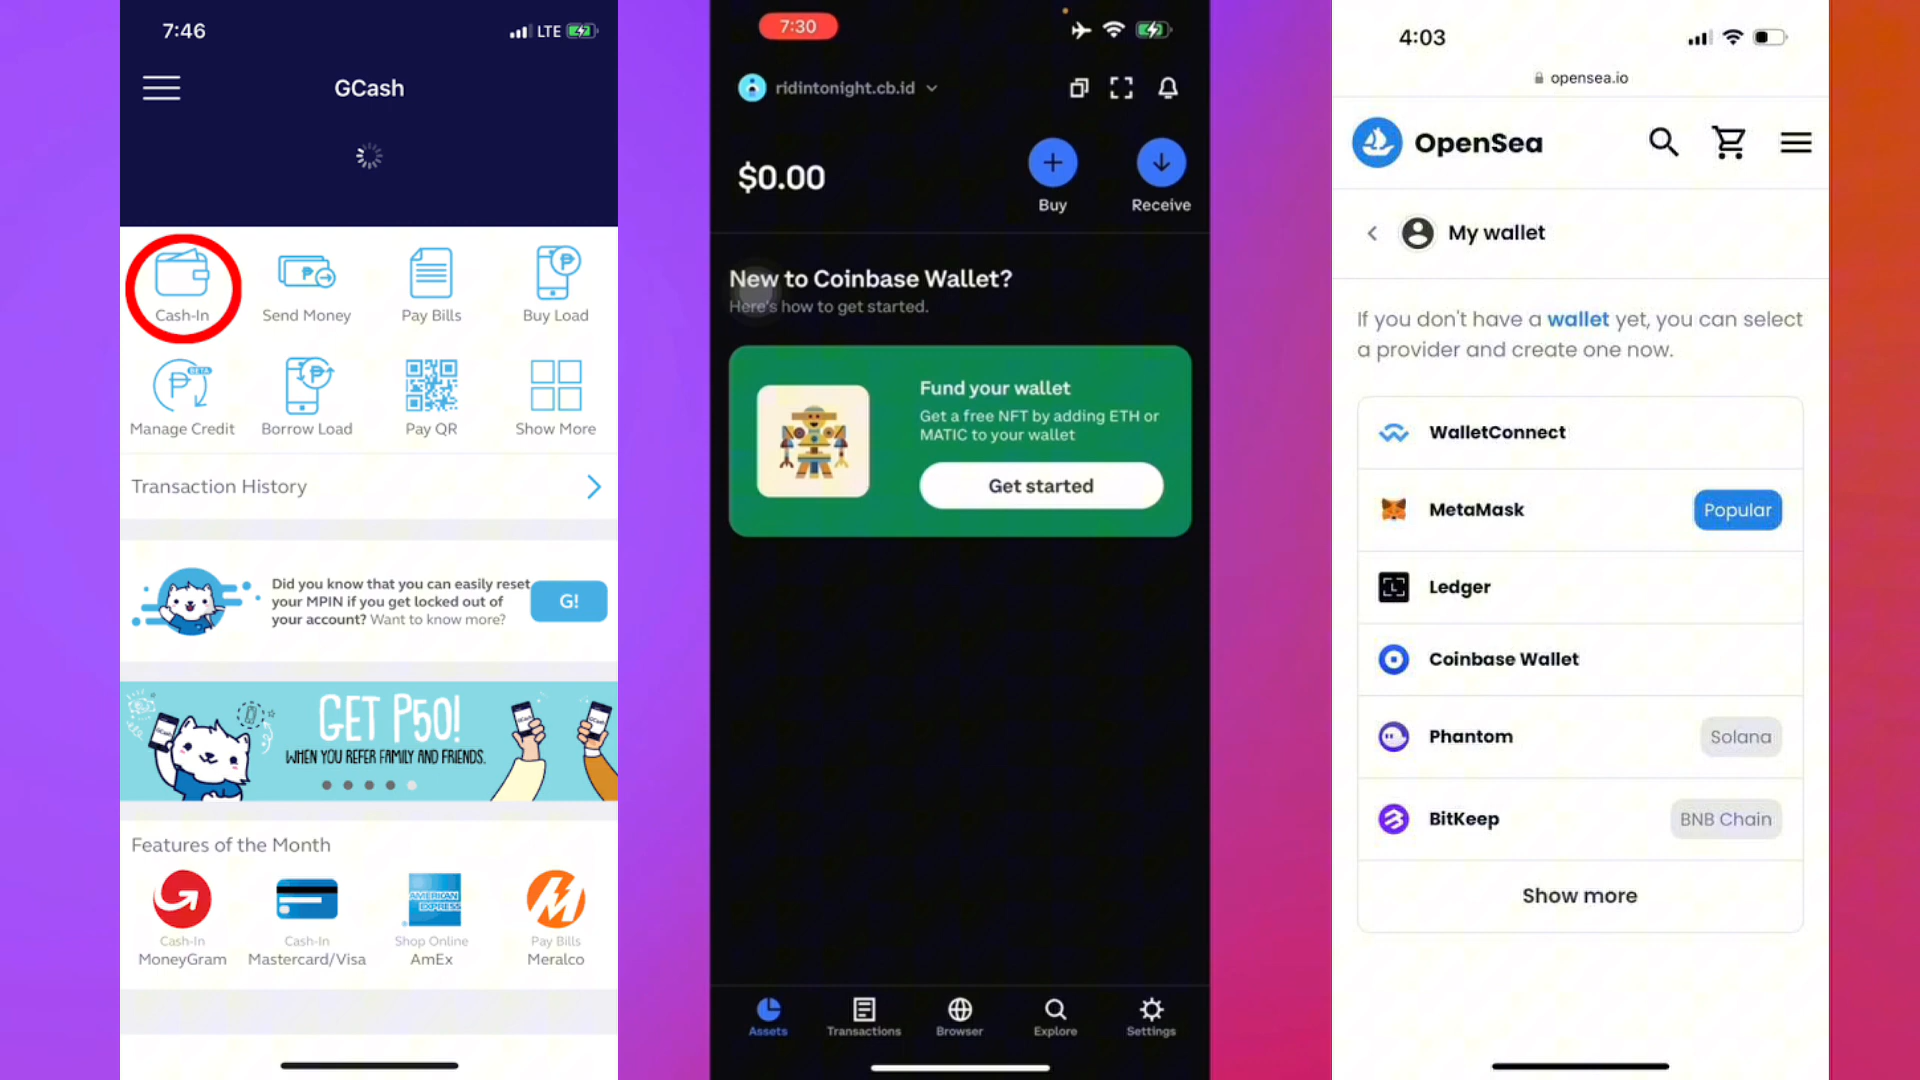 7:46
LTE
GCash
Cash-In
Send Money
Pay Bills
Buy Load
BETA
Manage Credit
Borrow Load
Pay QR
Show More
Transaction History
Did you know that you can easily reset
your MPIN if you get locked out of
your account? Want to know more?
G!
GET P50!
WHEN YOU REFER FAMILY AND FRIENDS.
Features of the Month
AMERICAN
EXPRESS
Cash-In
MoneyGram
Cash-In
Mastercard/Visa
Shop Online
AmEx
Pay Bills
Meralco
7:30
ridintonight.cb.id
$0.00
Buy
Receive
New to Coinbase Wallet?
Here's how to get started.
Fund your wallet
Get a free NFT by adding ETH or
MATIC to your wallet
Get started
Assets
Transactions
Browser
Explore
Settings
4:03
opensea.io
OpenSea
My wallet
If you don't have a wallet yet, you can select
a provider and create one now.
WalletConnect
MetaMask
Popular
Ledger
Coinbase Wallet
Phantom
Solana
BitKeep
BNB Chain
Show more